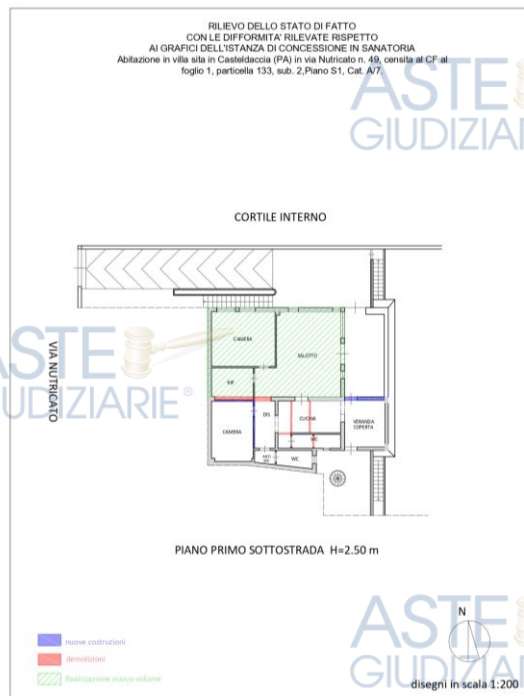 RILIEVO DELLO STATO DI FATTO
CON LE DIFFORMITA' RILEVATE RISPETTO
AI GRAFICI DELL'ISTANZA DI CONCESSIONE IN SANATORIA
Abitazione in villa sita in Casteldaccia (PA) in via Nutricato n. 49, censita al CF al
foglio 1, particella 133, sub. 2,Piano S1, Cat. A/7.
ASTE
GIUDIZIAR
CORTILE INTERNO
CAMERA
SALOTTO
ASTE
VIA NUTRICATO
RIP.
GIUDIZIARIE®
DIS.
CUCINA
CAMERA
VERANDA
COPERTA
WC
WC
PIANO PRIMO SOTTOSTRADA H=2.50 m
ASTE
GIUDIZIAR
N
nuove costruzioni
demolizioni
Realizzazione nuovo volume
disegni in scala 1:200